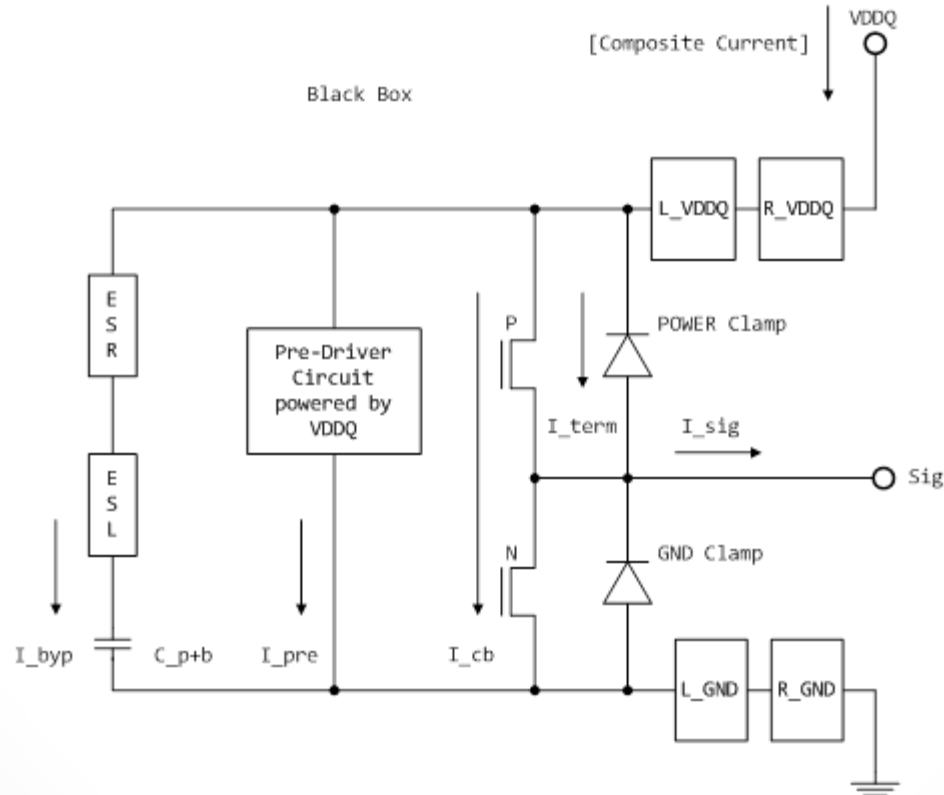 VDDQ
[Composite Current]
Black Box
L_VDDQ
R_VDDQ
E
S
R
P
POWER Clamp
Pre-Driver
Circuit
powered by
VDDQ
I_term
I_sig
Sig
E
S
L
N
GND Clamp
I_byp
C_p+b
I_pre
I_cb
L_GND
R_GND